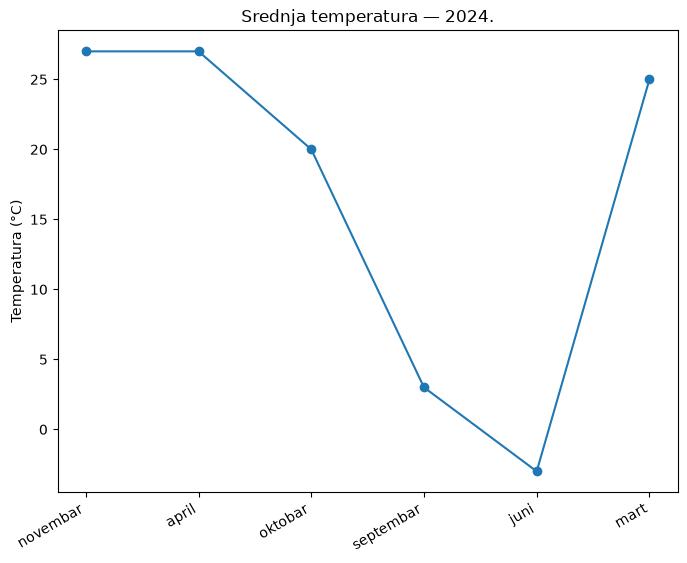 Srednja temperatura — 2024.
Temperatura (°C)
25
20
15
10
5
0
novembar
april
oktobar
septembar
juni
mart